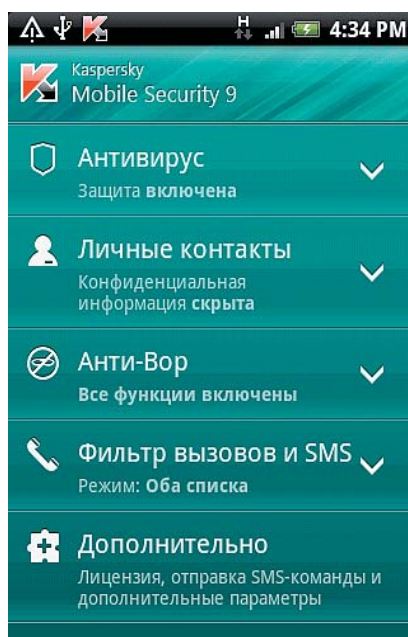 H
4:34 PM
Kaspersky
Mobile Security 9
Антивирус
Защита включена
Личные контакты
Конфиденциальная
информация скрыта
Анти-Вор
Все функции включены
Фильтр вызовов и SMS
Режим: Оба списка
Дополнительно
Лицензия, отправка SMS-команды и
дополнительные параметры